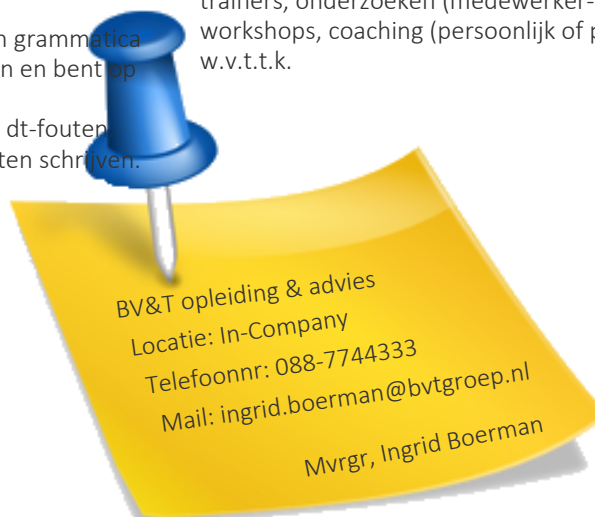 n grammatica
n en bent op
dt-fouten
ten schrijven.
trainers, onderzoeken (medewerker-
workshops, coaching (persoonlijk of p
w.v.t.t.k.
BV&T opleiding & advies
Locatie: In-Company
Telefoonnr: 088-7744333
Mail: ingrid.boerman@bvtgroep.nl
Mvrgr, Ingrid Boerman